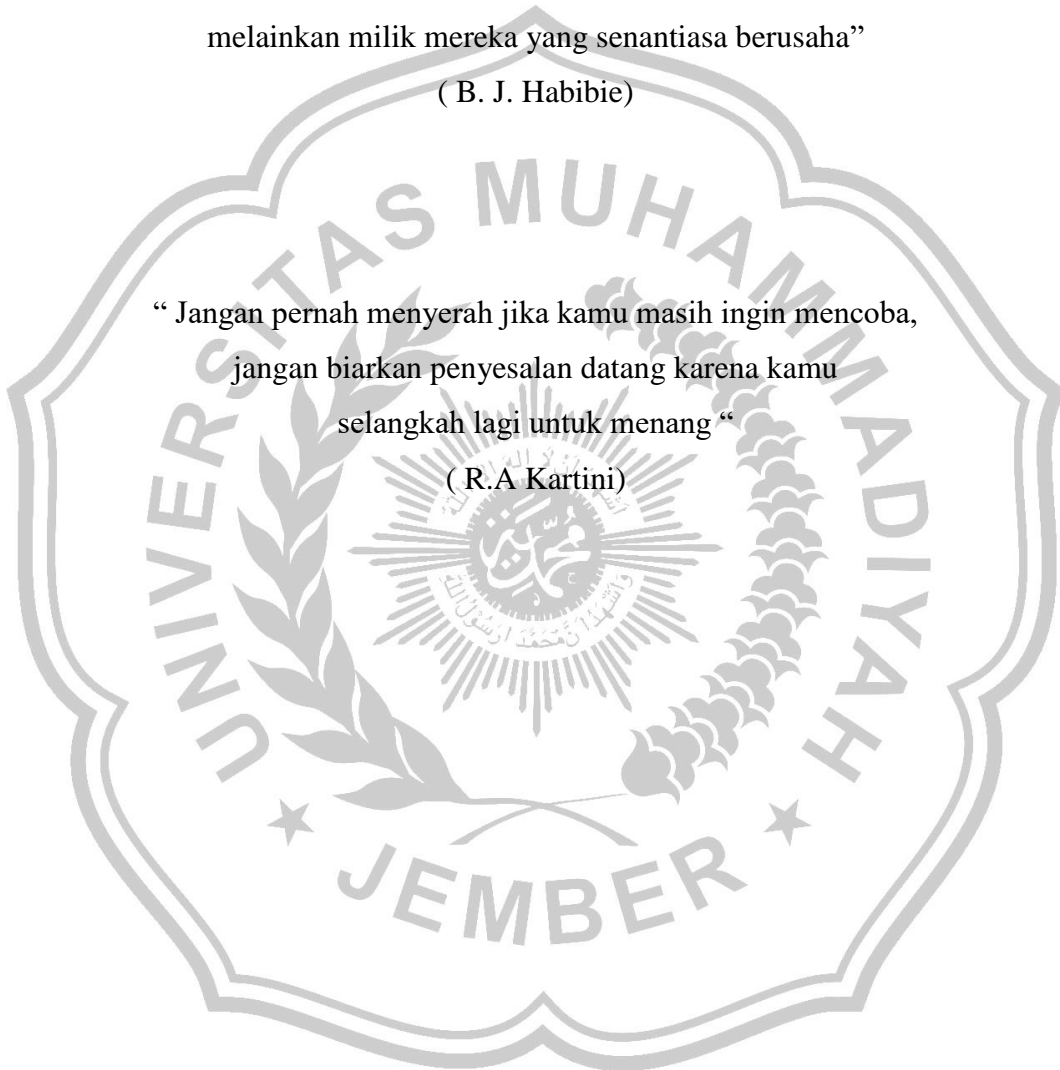 melainkan milik mereka yang senantiasa berusaha”
( B. J. Habibie)
“ Jangan pernah menyerah jika kamu masih ingin mencoba,
jangan biarkan penyesalan datang karena kamu
selangkah lagi untuk menang “
( R.A Kartini)
UNIVERSITAS MUHAMMADIYAH
JEMBER